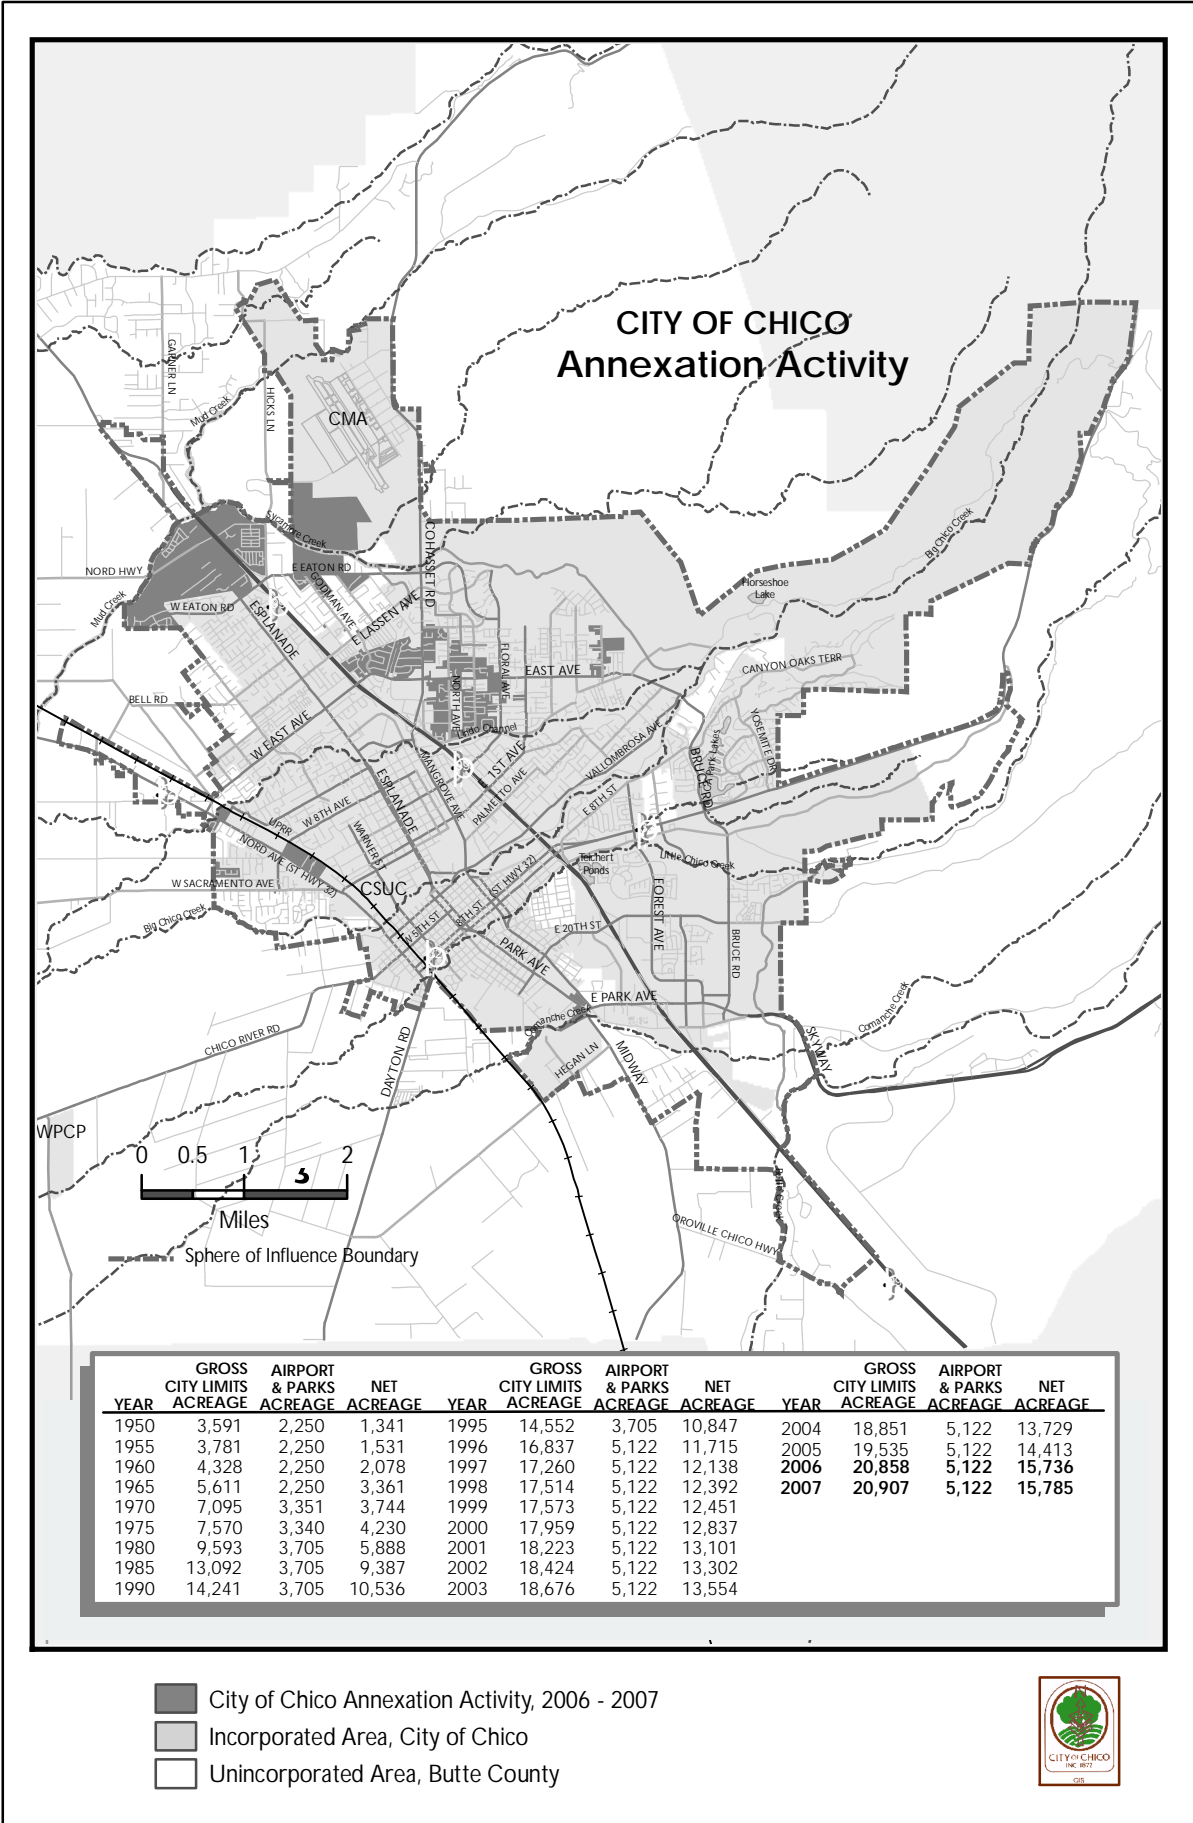 CITY OF CHICO
Annexation Activity
GARNER LN
HICKS LN
Mud Creek
CMA
Sycamore Creek
COHASSET RD
Big Chico Creek
NORD HWY
E EATON RD
GODMAN AVE
Horseshoe
Lake
Mud Creek
W EATON RD
ESPLANADE
E LASSEN AVE
FLORAL AVE
EAST AVE
CANYON OAKS TERR
BELL RD
NORTH AVE
W EAST AVE
Lindo Channel
YOSEMITE DR
MANGROVE AVE
1ST AVE
VALLOMBROSA AVE
BRUCE RD
CA Park Lakes
ESPLANADE
PALMETTO AVE
E 8TH ST
W 8TH AVE
UPRR
WARNER ST
NORD AVE (ST HWY 32)
Teichert
Ponds
Little Chico Creek
(ST HWY 32)
W SACRAMENTO AVE
CSUC
FOREST AVE
Big Chico Creek
W 5TH ST
8TH ST
E 20TH ST
BRUCE RD
PARK AVE
E PARK AVE
Comanche Creek
Comanche Creek
CHICO RIVER RD
DAYTON RD
HEGAN LN
MIDWAY
SKYWAY
WPCP
0 0.5 1 2
3
Miles
Butte Creek
OROVILLE CHICO HWY
Sphere of Influence Boundary
GROSS AIRPORT GROSS AIRPORT GROSS AIRPORT
CITY LIMITS & PARKS NET CITY LIMITS & PARKS NET CITY LIMITS & PARKS NET
YEAR ACREAGE ACREAGE ACREAGE YEAR ACREAGE ACREAGE ACREAGE YEAR ACREAGE ACREAGE ACREAGE
1950 3,591 2,250 1,341 1995 14,552 3,705 10,847 2004 18,851 5,122 13,729
1955 3,781 2,250 1,531 1996 16,837 5,122 11,715 2005 19,535 5,122 14,413
1960 4,328 2,250 2,078 1997 17,260 5,122 12,138 2006 20,858 5,122 15,736
1965 5,611 2,250 3,361 1998 17,514 5,122 12,392 2007 20,907 5,122 15,785
1970 7,095 3,351 3,744 1999 17,573 5,122 12,451
1975 7,570 3,340 4,230 2000 17,959 5,122 12,837
1980 9,593 3,705 5,888 2001 18,223 5,122 13,101
1985 13,092 3,705 9,387 2002 18,424 5,122 13,302
1990 14,241 3,705 10,536 2003 18,676 5,122 13,554
City of Chico Annexation Activity, 2006 - 2007
Incorporated Area, City of Chico
Unincorporated Area, Butte County
CITY OF CHICO
INC 1872
GIS